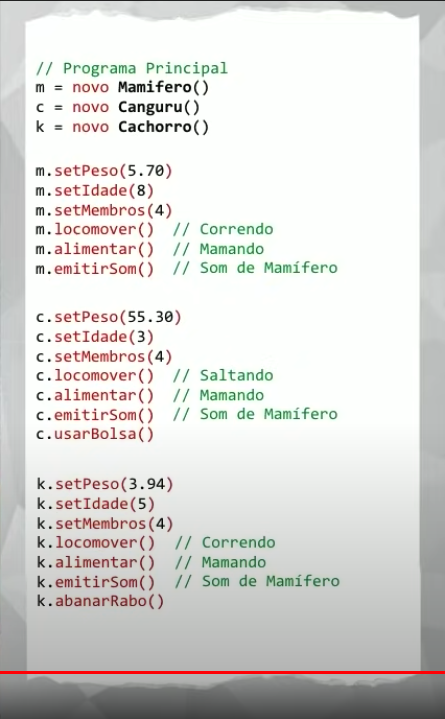 // Programa Principal
m = novo Mamifero()
c = novo Canguru()
k = novo Cachorro()
m.setPeso(5.70)
m.setIdade(8)
m.setMembros(4)
m.locomover() // Correndo
m.alimentar() // Mamando
m.emitirSom() // Som de Mamífero
c.setPeso(55.30)
c.setIdade(3)
c.setMembros(4)
c.locomover() // Saltando
c.alimentar() // Mamando
c.emitirSom() // Som de Mamífero
c.usarBolsa()
k.setPeso(3.94)
k.setIdade(5)
k.setMembros(4)
k.locomover() // Correndo
k.alimentar() // Mamando
k.emitirSom() // Som de Mamífero
k.abanarRabo()